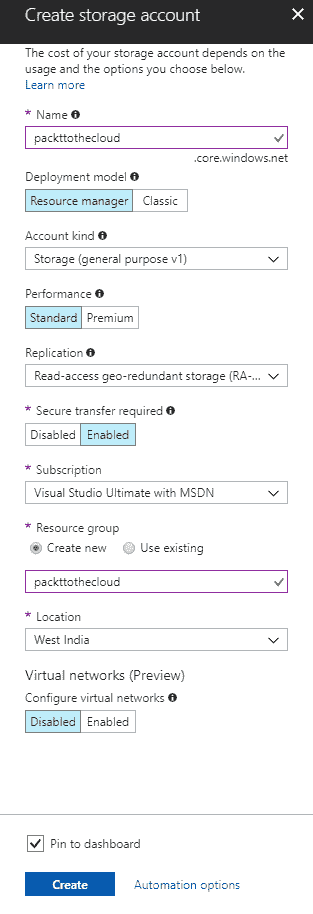 Create storage account
The cost of your storage account depends on the
usage and the options you choose below.
Learn more
* Name
packttothecloud
.core.windows.net
Deployment model
Resource manager Classic
Account kind
Storage (general purpose v1)
Performance
Standard Premium
Replication
Read-access geo-redundant storage (RA-...
* Secure transfer required
Disabled Enabled
* Subscription
Visual Studio Ultimate with MSDN
* Resource group
Create new Use existing
packttothecloud
* Location
West India
Virtual networks (Preview)
Configure virtual networks
Disabled Enabled
Pin to dashboard
Create Automation options